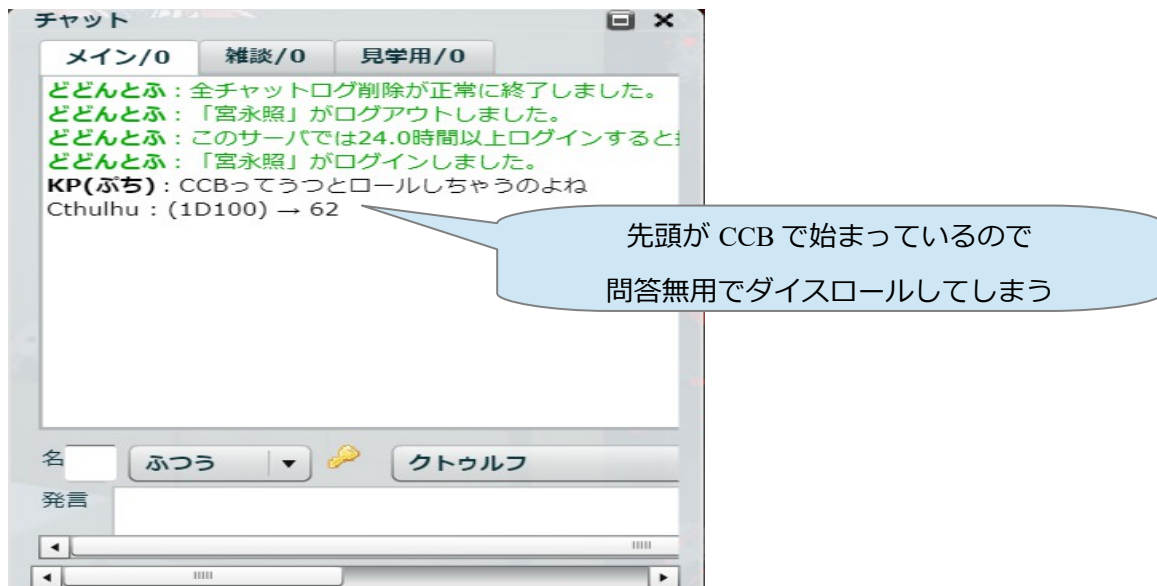 チャット
メイン/0 雑談/0 見学用/0
どどんとふ:全チャットログ削除が正常に終了しました。
どどんとふ:「宮永照」がログアウトしました。
どどんとふ:このサーバでは24.0時間以上ログインすると
どどんとふ:「宮永照」がログインしました。
KP(ぷち):CCBってうつとロールしちゃうのよね
Cthulhu : (1D100) → 62
先頭が CCB で始まっているので
問答無用でダイスロールしてしまう
名 ふつう クトゥルフ
発言